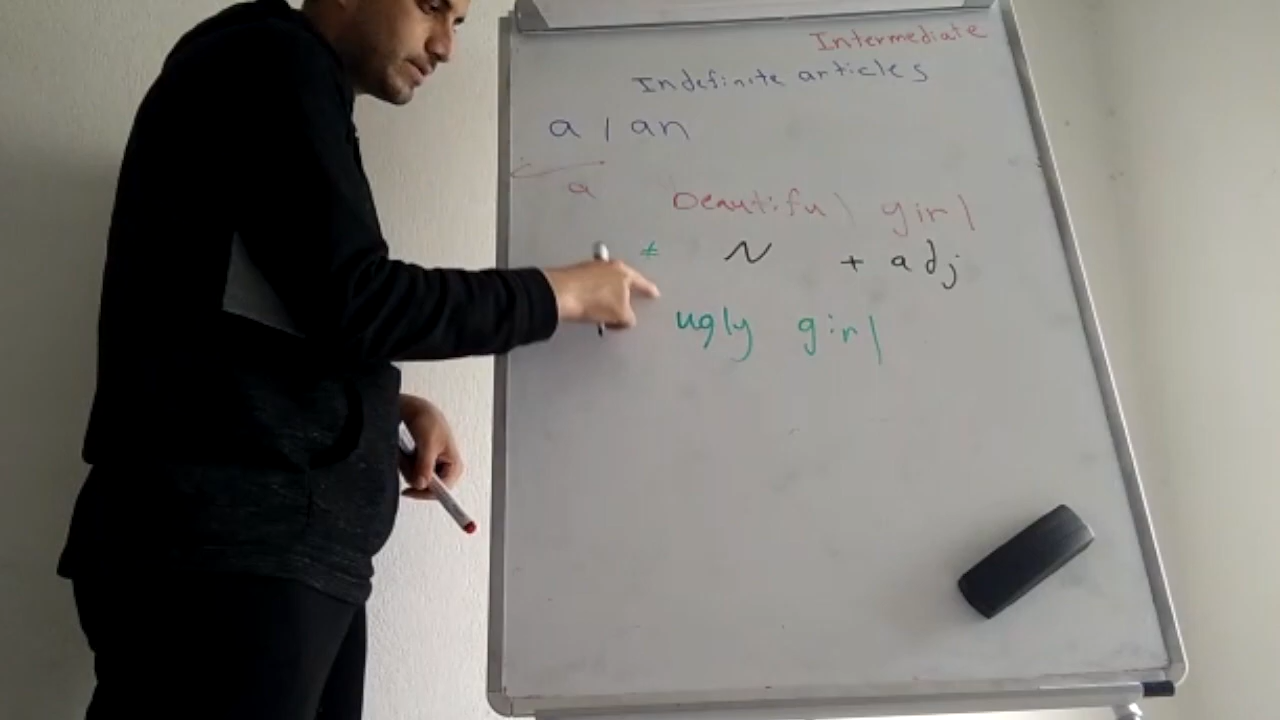 Intermediate
Indefinite articles
a / an
a beautiful girl
≠ N + adj
ugly girl